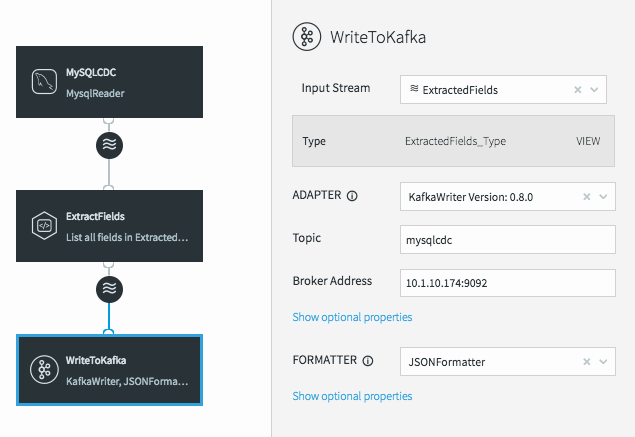 MySQLCDC
MysqlReader
ExtractFields
List all fields in Extracted...
WriteToKafka
KafkaWriter, JSONForma...
WriteToKafka
Input Stream
ExtractedFields
Type
ExtractedFields_Type
VIEW
ADAPTER
KafkaWriter Version: 0.8.0
Topic
mysqlcdc
Broker Address
10.1.10.174:9092
Show optional properties
FORMATTER
JSONFormatter
Show optional properties